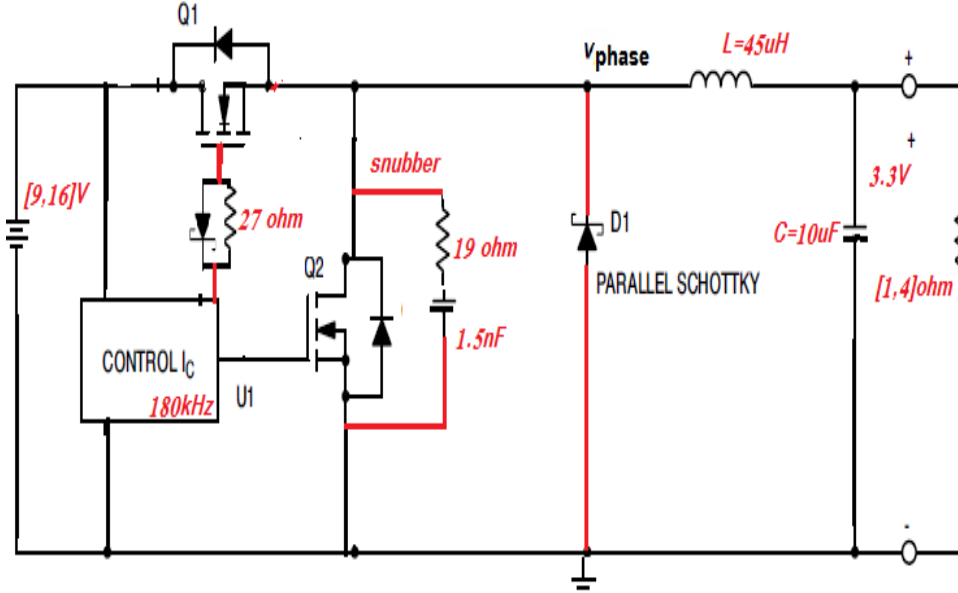 Q1
L=45uH
vphase
+
+
snubber
3.3V
[9,16]V
27 ohm
D1
19 ohm
C=10uF
Q2
PARALLEL SCHOTTKY
[1,4]ohm
1.5nF
CONTROL IC
U1
180kHz
-